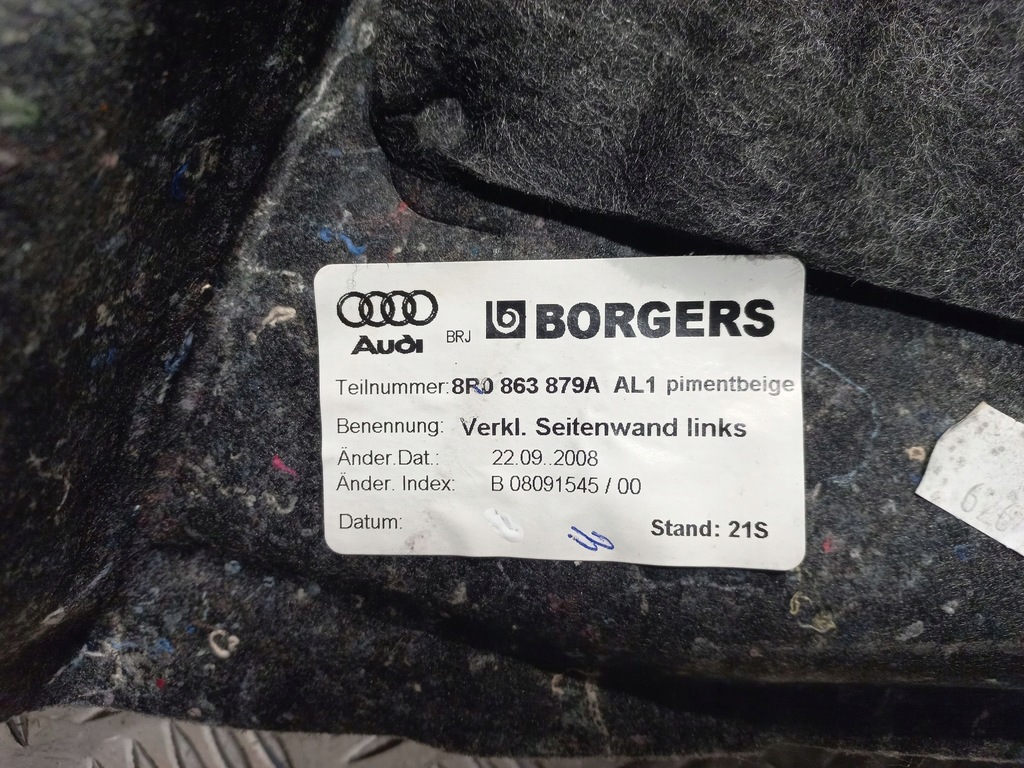 Audi BRJ BORGERS
Teilnummer: 8R0 863 879A AL1 pimentbeige
Benennung: Verkl. Seitenwand links
Änder.Dat.: 22.09..2008
Änder. Index: B 08091545 / 00
Datum: Stand: 21S